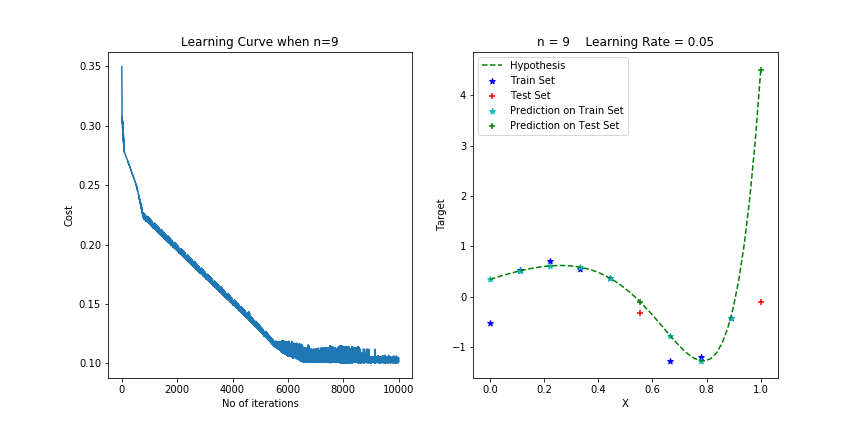 Learning Curve when n=9
0.35
0.30
0.25
0.20
0.15
0.10
Cost
0
2000
4000
6000
8000
10000
No of iterations
n = 9    Learning Rate = 0.05
Hypothesis
Train Set
Test Set
Prediction on Train Set
Prediction on Test Set
4
3
2
1
0
−1
Target
0.0
0.2
0.4
0.6
0.8
1.0
X